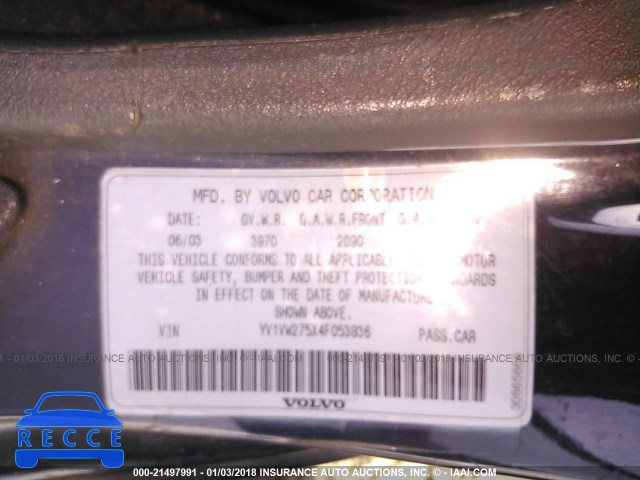 MFD. BY VOLVO CAR CORPORATION
DATE: GV.W.R. G.A.W.R.FRONT G.A
06/03 3970 2090
THIS VEHICLE CONFORMS TO ALL APPLICABLE MOTOR
VEHICLE SAFETY, BUMPER AND THEFT PROTECTION
IN EFFECT ON THE DATE OF MANUFACTURE
SHOWN ABOVE.
VIN YV1VW275X4F053936 PASS.CAR
VOLVO
000-21497991 - 01/03/2018 INSURANCE AUTO AUCTIONS, INC. - © - IAAI.COM